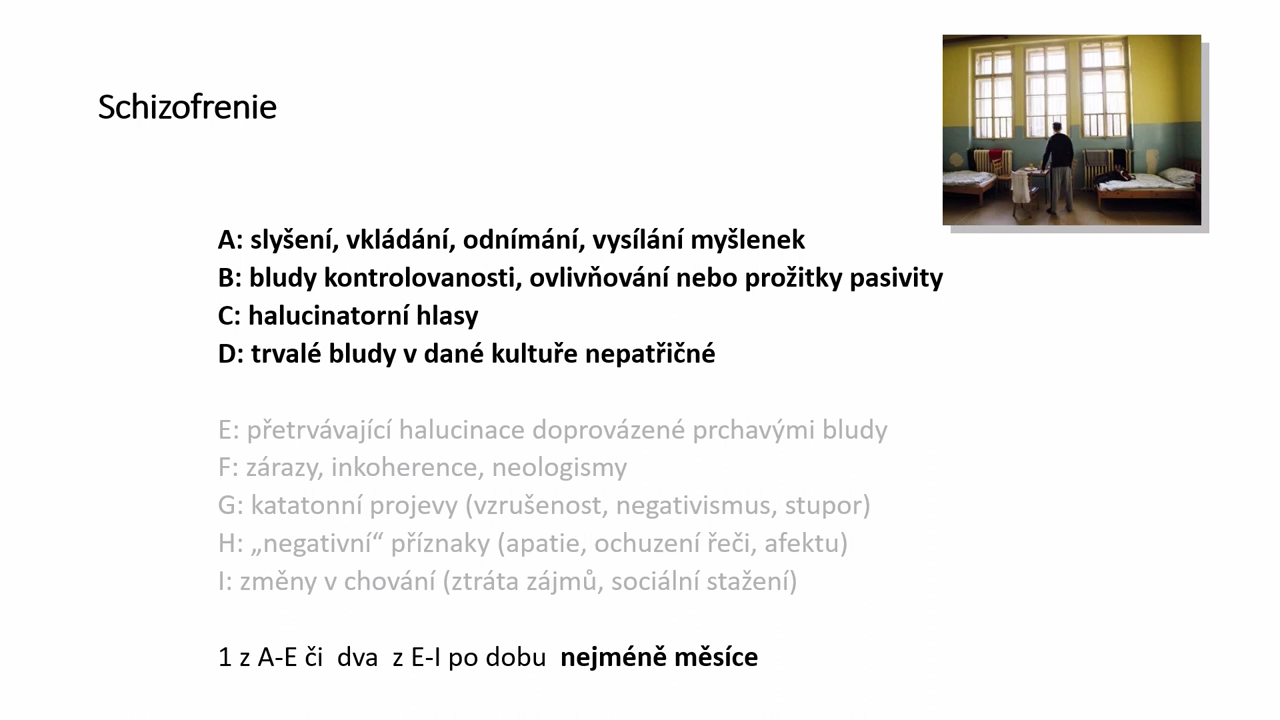 Schizofrenie
A: slyšení, vkládání, odnímání, vysílání myšlenek
B: bludy kontrolovanosti, ovlivňování nebo prožitky pasivity
C: halucinatorní hlasy
D: trvalé bludy v dané kultuře nepatřičné
E: přetrvávající halucinace doprovázené prchavými bludy
F: zárazy, inkoherence, neologismy
G: katatonní projevy (vzrušenost, negativismus, stupor)
H: „negativní“ příznaky (apatie, ochuzení řeči, afektu)
I: změny v chování (ztráta zájmů, sociální stažení)
1 z A-E či dva z E-I po dobu nejméně měsíce